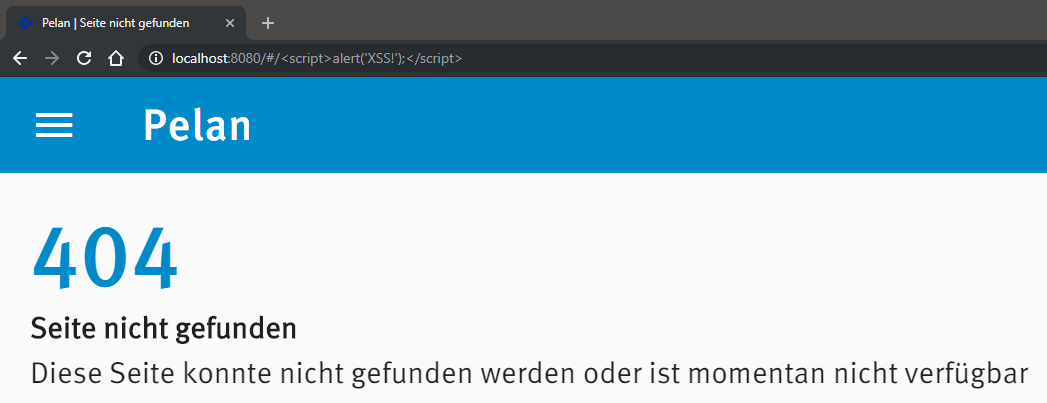 Pelan | Seite nicht gefunden
localhost:8080/#/<script>alert('XSS!');</script>
Pelan
404
Seite nicht gefunden
Diese Seite konnte nicht gefunden werden oder ist momentan nicht verfügbar